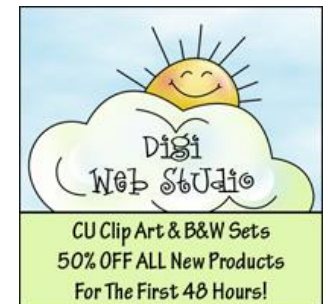 Digi
Web StUdio
CU Clip Art & B&W Sets
50% OFF ALL New Products
For The First 48 Hours!